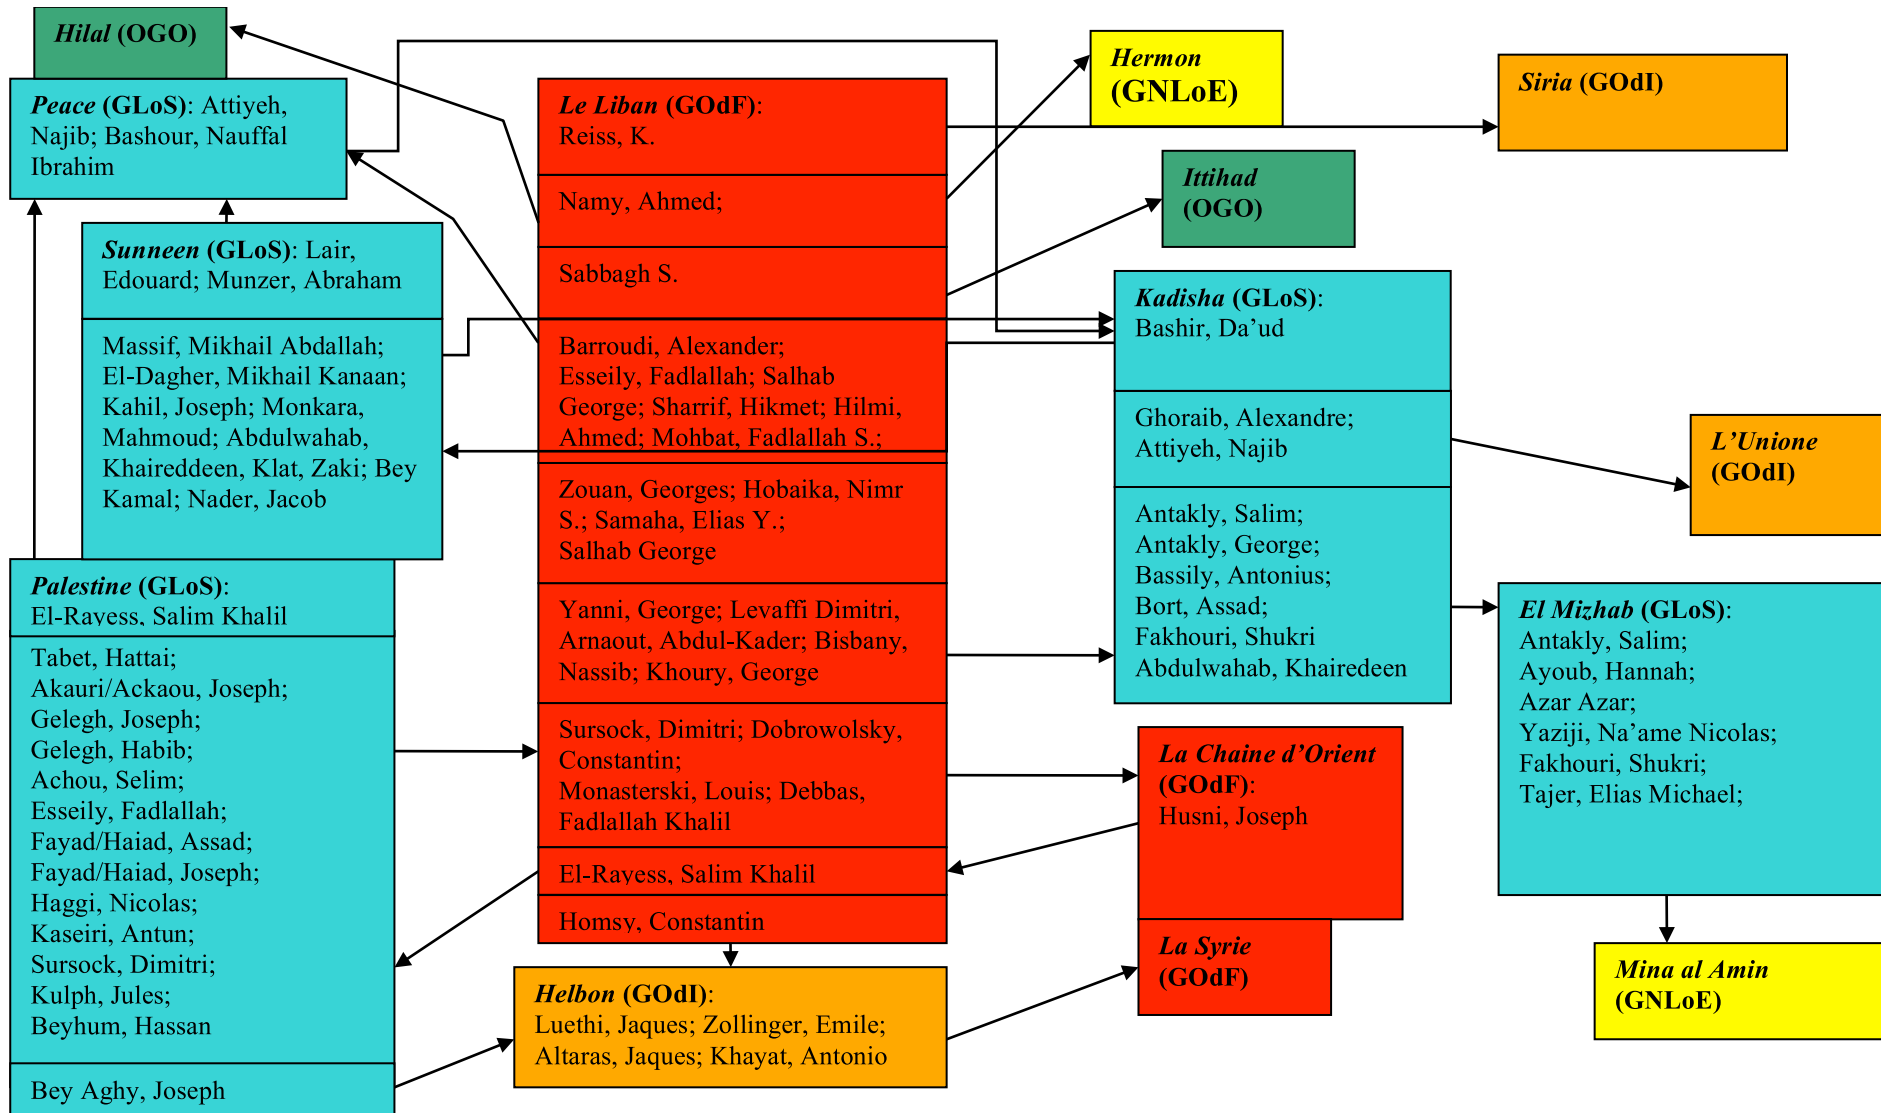 Hilal (OGO)
Peace (GLoS): Attiyeh,
Najib; Bashour, Nauffal
Ibrahim
Sunneen (GLoS): Lair,
Edouard; Munzer, Abraham
Massif, Mikhail Abdallah;
El-Dagher, Mikhail Kanaan;
Kahil, Joseph; Monkara,
Mahmoud; Abdulwahab,
Khaireddeen, Klat, Zaki; Bey
Kamal; Nader, Jacob
Palestine (GLoS):
El-Rayess, Salim Khalil
Tabet, Hattai;
Akauri/Ackaou, Joseph;
Gelegh, Joseph;
Gelegh, Habib;
Achou, Selim;
Esseily, Fadlallah;
Fayad/Haiad, Assad;
Fayad/Haiad, Joseph;
Haggi, Nicolas;
Kaseiri, Antun;
Sursock, Dimitri;
Kulph, Jules;
Beyhum, Hassan
Bey Aghy, Joseph
Le Liban (GOdF):
Reiss, K.
Namy, Ahmed;
Sabbagh S.
Barroudi, Alexander;
Esseily, Fadlallah; Salhab
George; Sharrif, Hikmet; Hilmi,
Ahmed; Mohbat, Fadlallah S.;
Zouan, Georges; Hobaika, Nimr
S.; Samaha, Elias Y.;
Salhab George
Yanni, George; Levaffi Dimitri,
Arnaout, Abdul-Kader; Bisbany,
Nassib; Khoury, George
Sursock, Dimitri; Dobrowolsky,
Constantin;
Monasterski, Louis; Debbas,
Fadlallah Khalil
El-Rayess, Salim Khalil
Homsy, Constantin
Helbon (GOdI):
Luethi, Jaques; Zollinger, Emile;
Altaras, Jaques; Khayat, Antonio
Hermon
(GNLoE)
Ittihad
(OGO)
Kadisha (GLoS):
Bashir, Da’ud
Ghoraib, Alexandre;
Attiyeh, Najib
Antakly, Salim;
Antakly, George;
Bassily, Antonius;
Bort, Assad;
Fakhouri, Shukri
Abdulwahab, Khairedeen
La Chaine d’Orient
(GOdF):
Husni, Joseph
La Syrie
(GOdF)
Siria (GOdI)
L’Unione
(GOdI)
El Mizhab (GLoS):
Antakly, Salim;
Ayoub, Hannah;
Azar Azar;
Yaziji, Na’ame Nicolas;
Fakhouri, Shukri;
Tajer, Elias Michael;
Mina al Amin
(GNLoE)